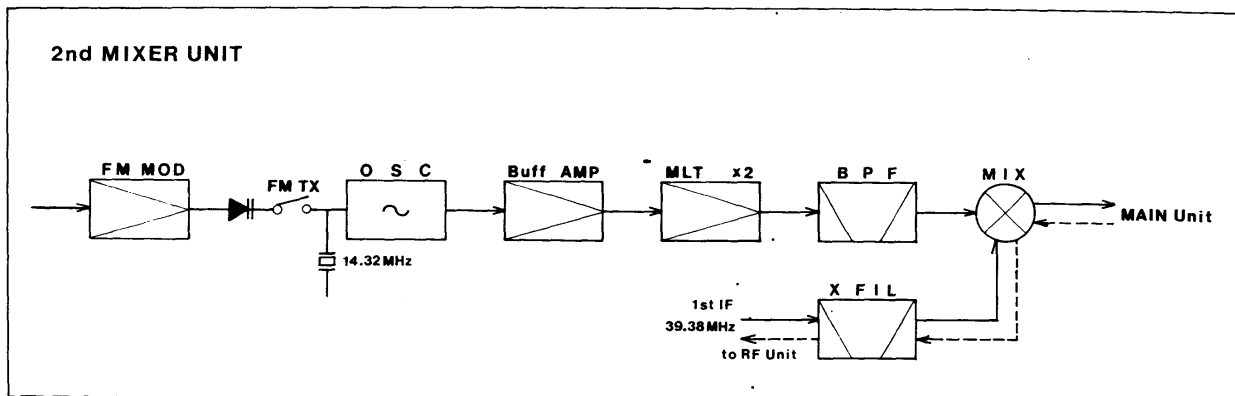 2nd MIXER UNIT
FM MOD
FM TX
O S C
Buff AMP
MLT x2
B P F
M I X
MAIN Unit
14.32MHz
X F I L
1st IF
39.38MHz
to RF Unit